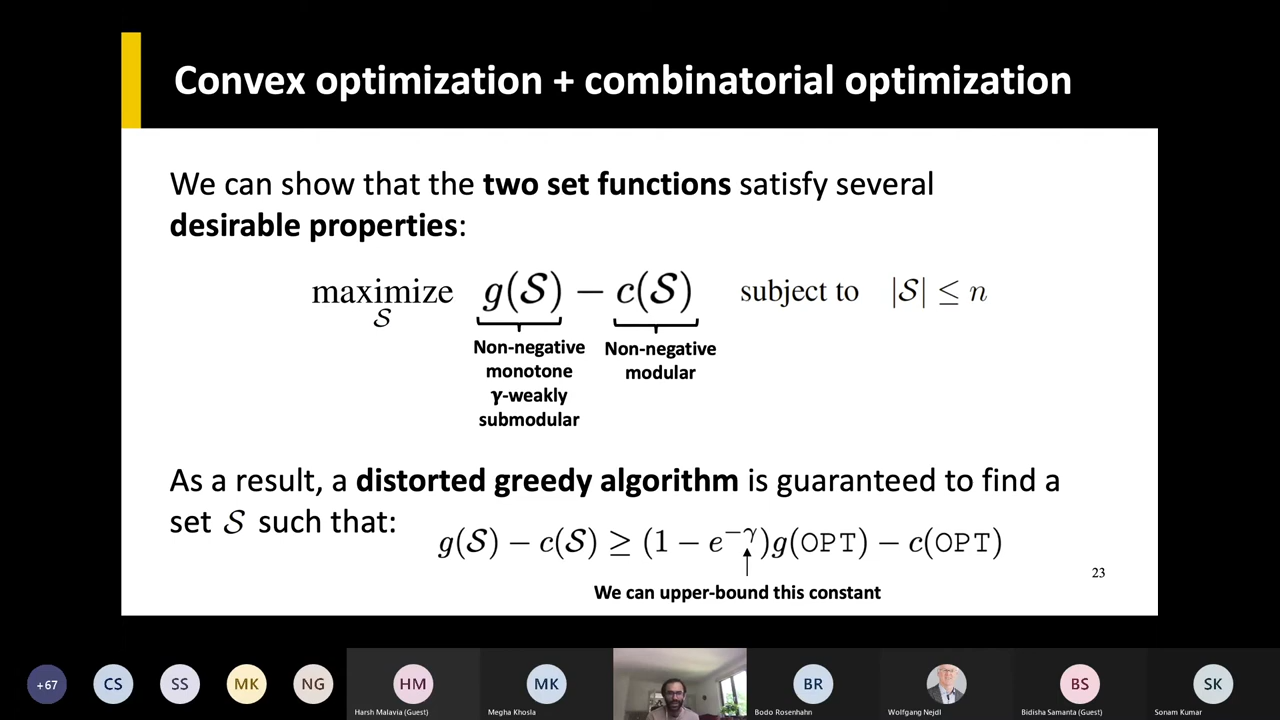 Convex optimization + combinatorial optimization
We can show that the two set functions satisfy several
desirable properties:
maximize g(𝒮) − c(𝒮) subject to |𝒮| ≤ n
𝒮
Non-negative
monotone
γ-weakly
submodular
Non-negative
modular
As a result, a distorted greedy algorithm is guaranteed to find a
set 𝒮 such that:
g(𝒮) − c(𝒮) ≥ (1 − e^{−γ})g(OPT) − c(OPT)
We can upper-bound this constant
23
+67
CS
SS
MK
NG
HM
Harsh Malavia (Guest)
MK
Megha Khosla
BR
Bodo Rosenhahn
Wolfgang Nejdl
BS
Bidisha Samanta (Guest)
SK
Sonam Kumar